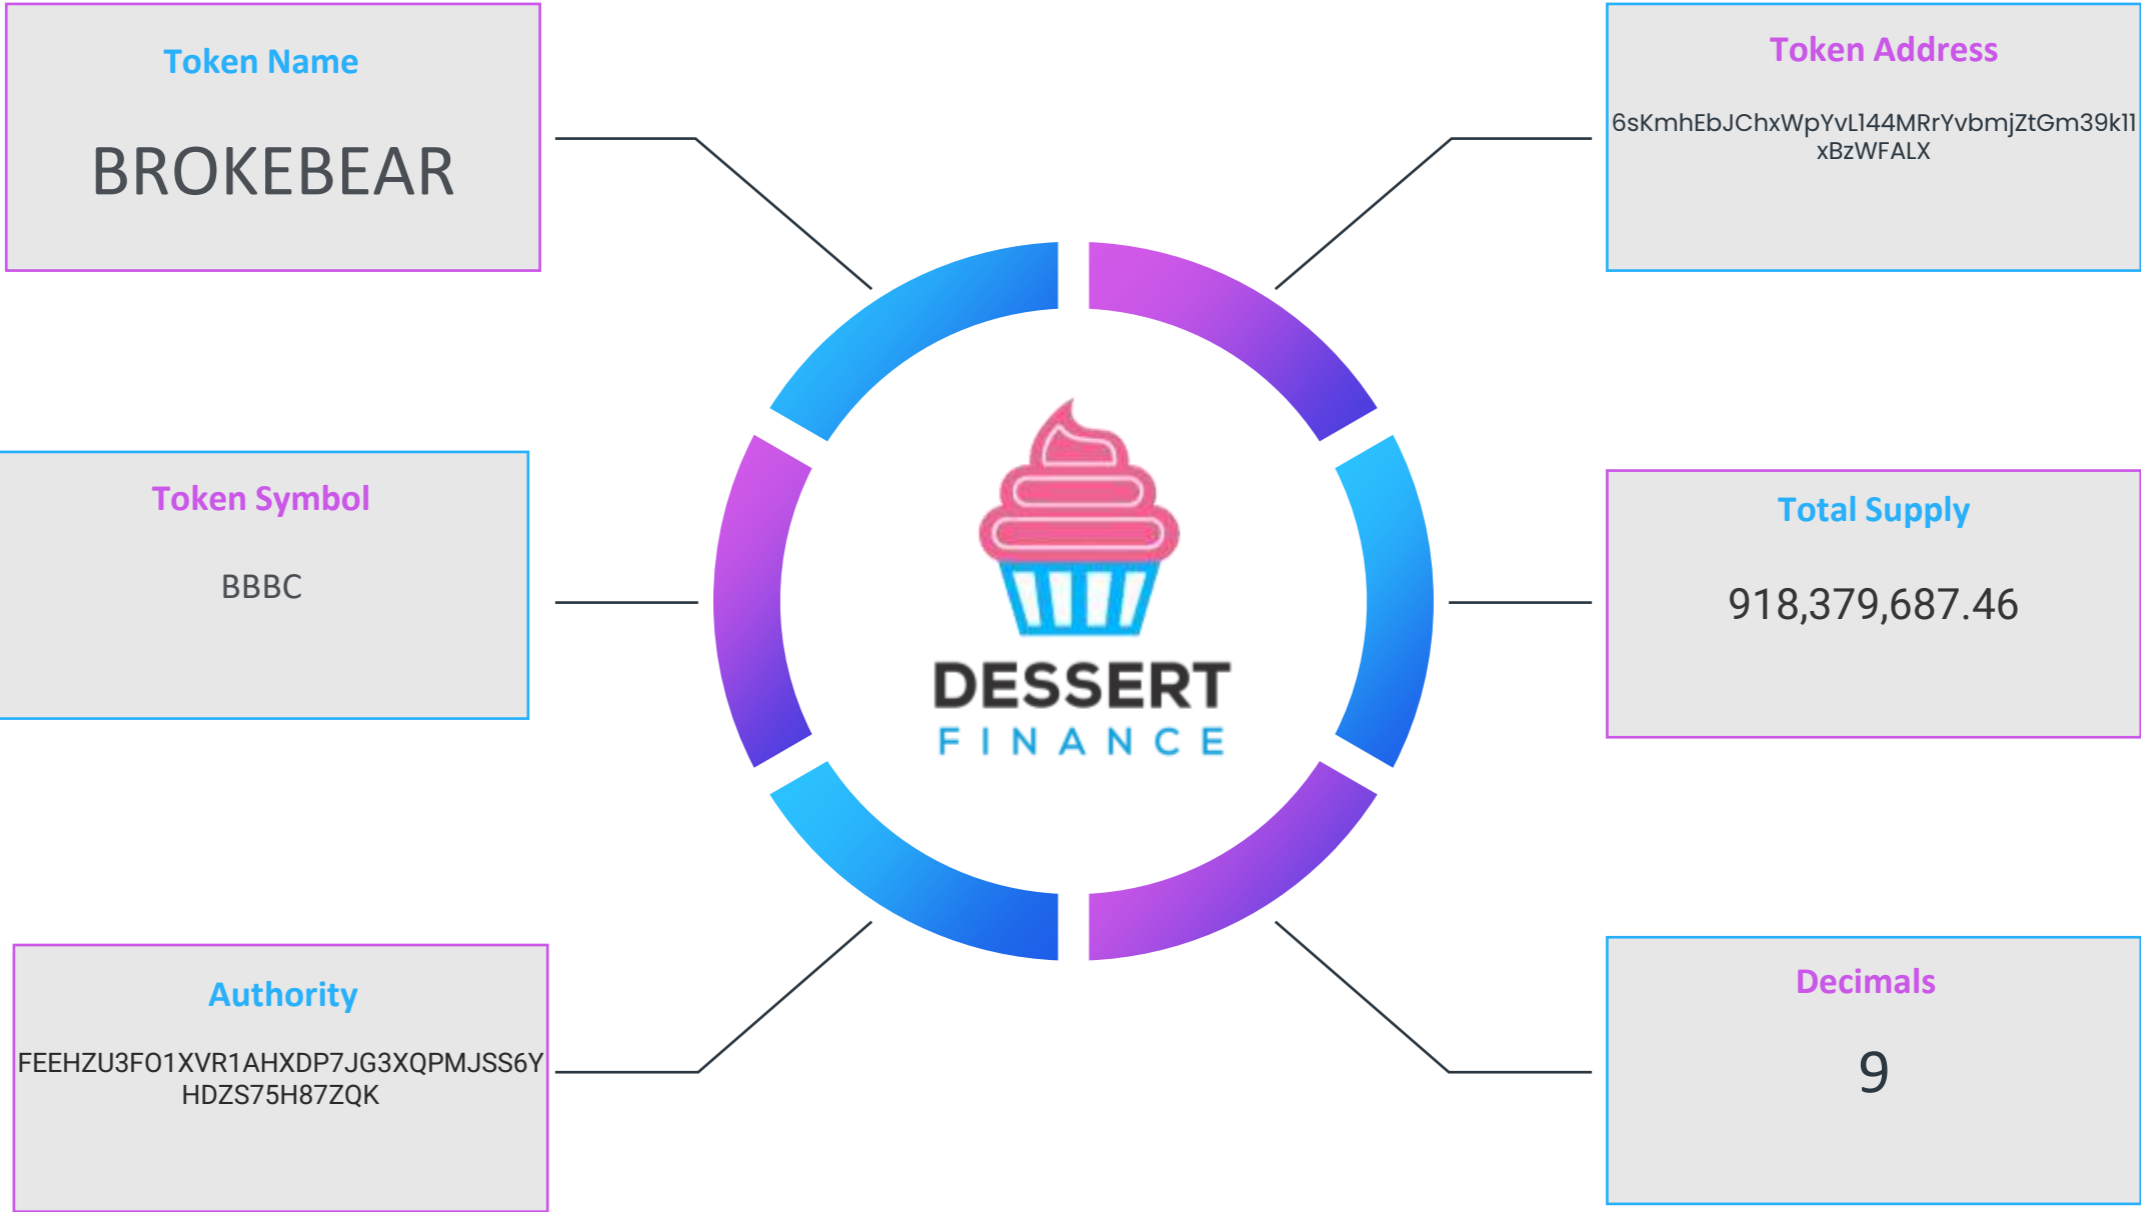 Token Name
BROKEBEAR
Token Address
6sKmhEbJChxWpYvL144MRrYvbmjZtGm39k11
xBzWFALX
Token Symbol
BBBC
DESSERT
FINANCE
Total Supply
918,379,687.46
Authority
FEEHZU3FO1XVR1AHXDP7JG3XQPMJSS6Y
HDZS75H87ZQK
Decimals
9